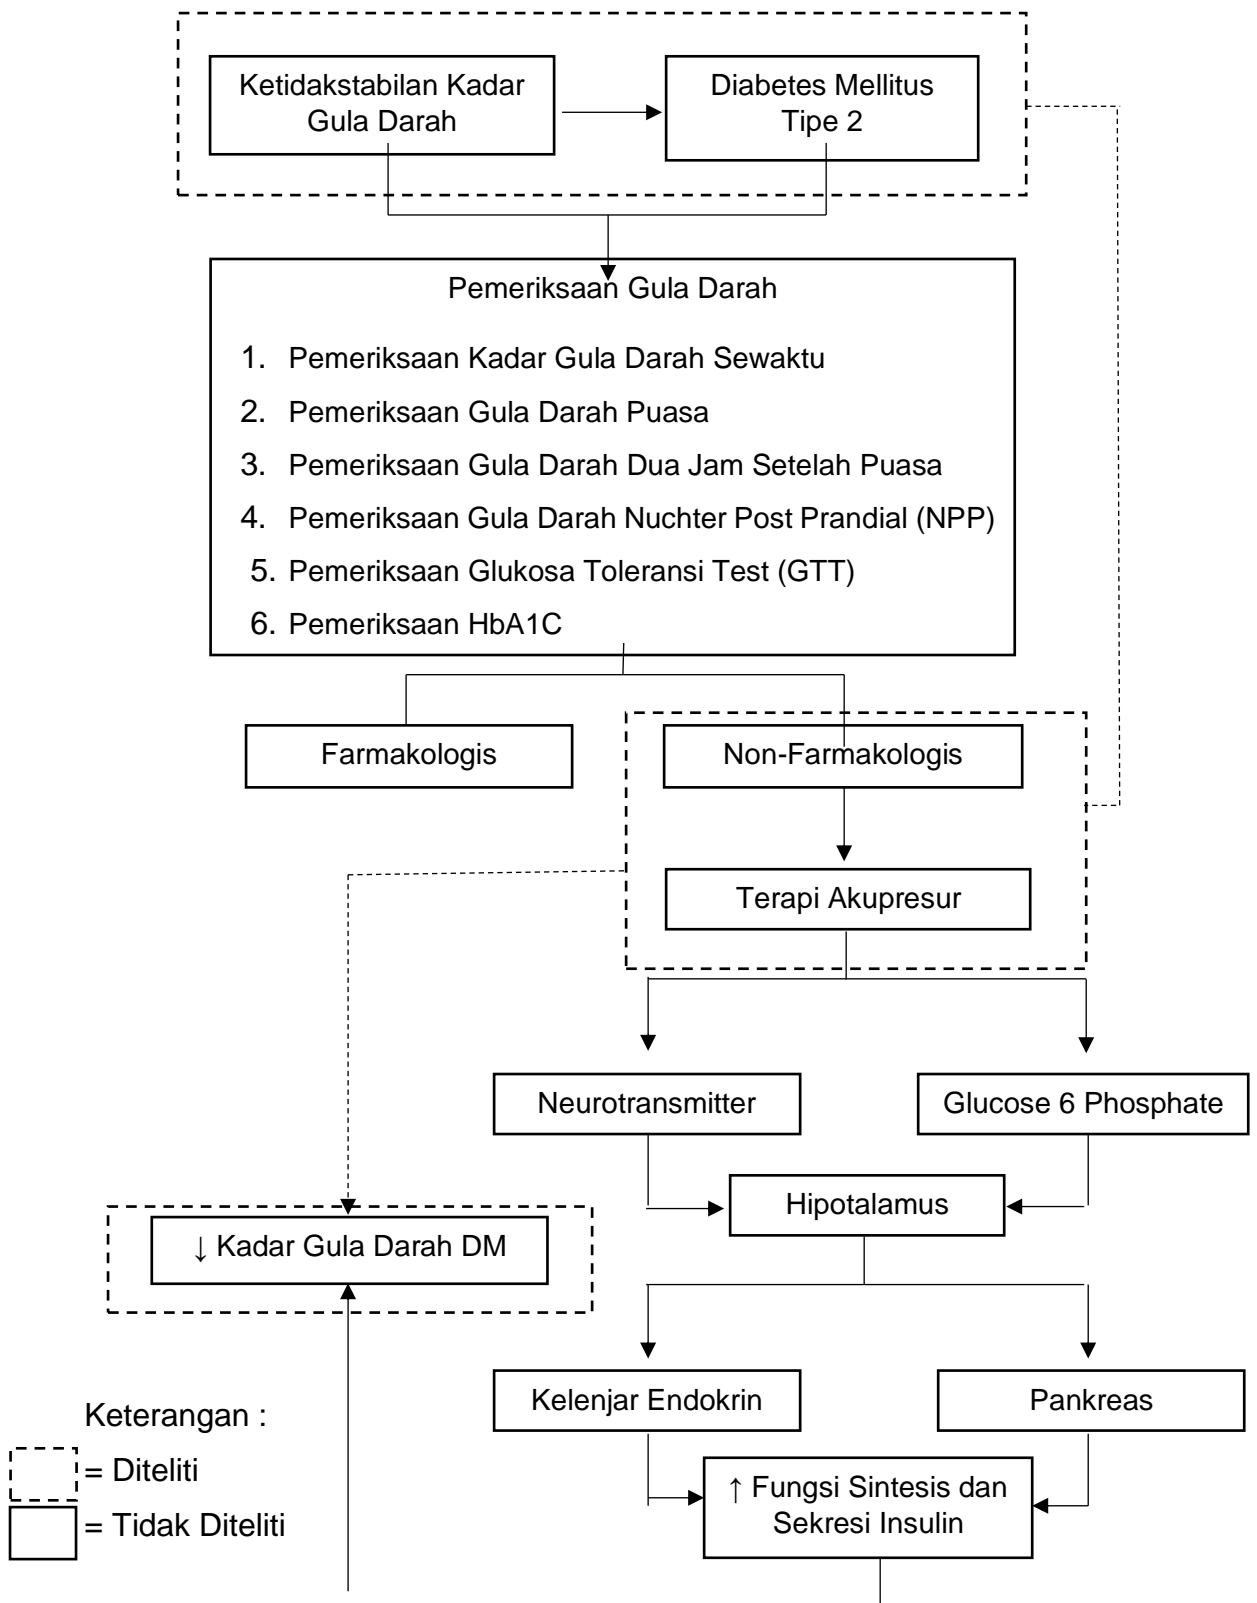 Ketidakstabilan Kadar
Gula Darah
Diabetes Mellitus
Tipe 2
Pemeriksaan Gula Darah
1. Pemeriksaan Kadar Gula Darah Sewaktu
2. Pemeriksaan Gula Darah Puasa
3. Pemeriksaan Gula Darah Dua Jam Setelah Puasa
4. Pemeriksaan Gula Darah Nuchter Post Prandial (NPP)
5. Pemeriksaan Glukosa Toleransi Test (GTT)
6. Pemeriksaan HbA1C
Farmakologis
Non-Farmakologis
Terapi Akupresur
Neurotransmitter
Glucose 6 Phosphate
Hipotalamus
↓ Kadar Gula Darah DM
Kelenjar Endokrin
Pankreas
↑ Fungsi Sintesis dan
Sekresi Insulin
Keterangan :
= Diteliti
= Tidak Diteliti